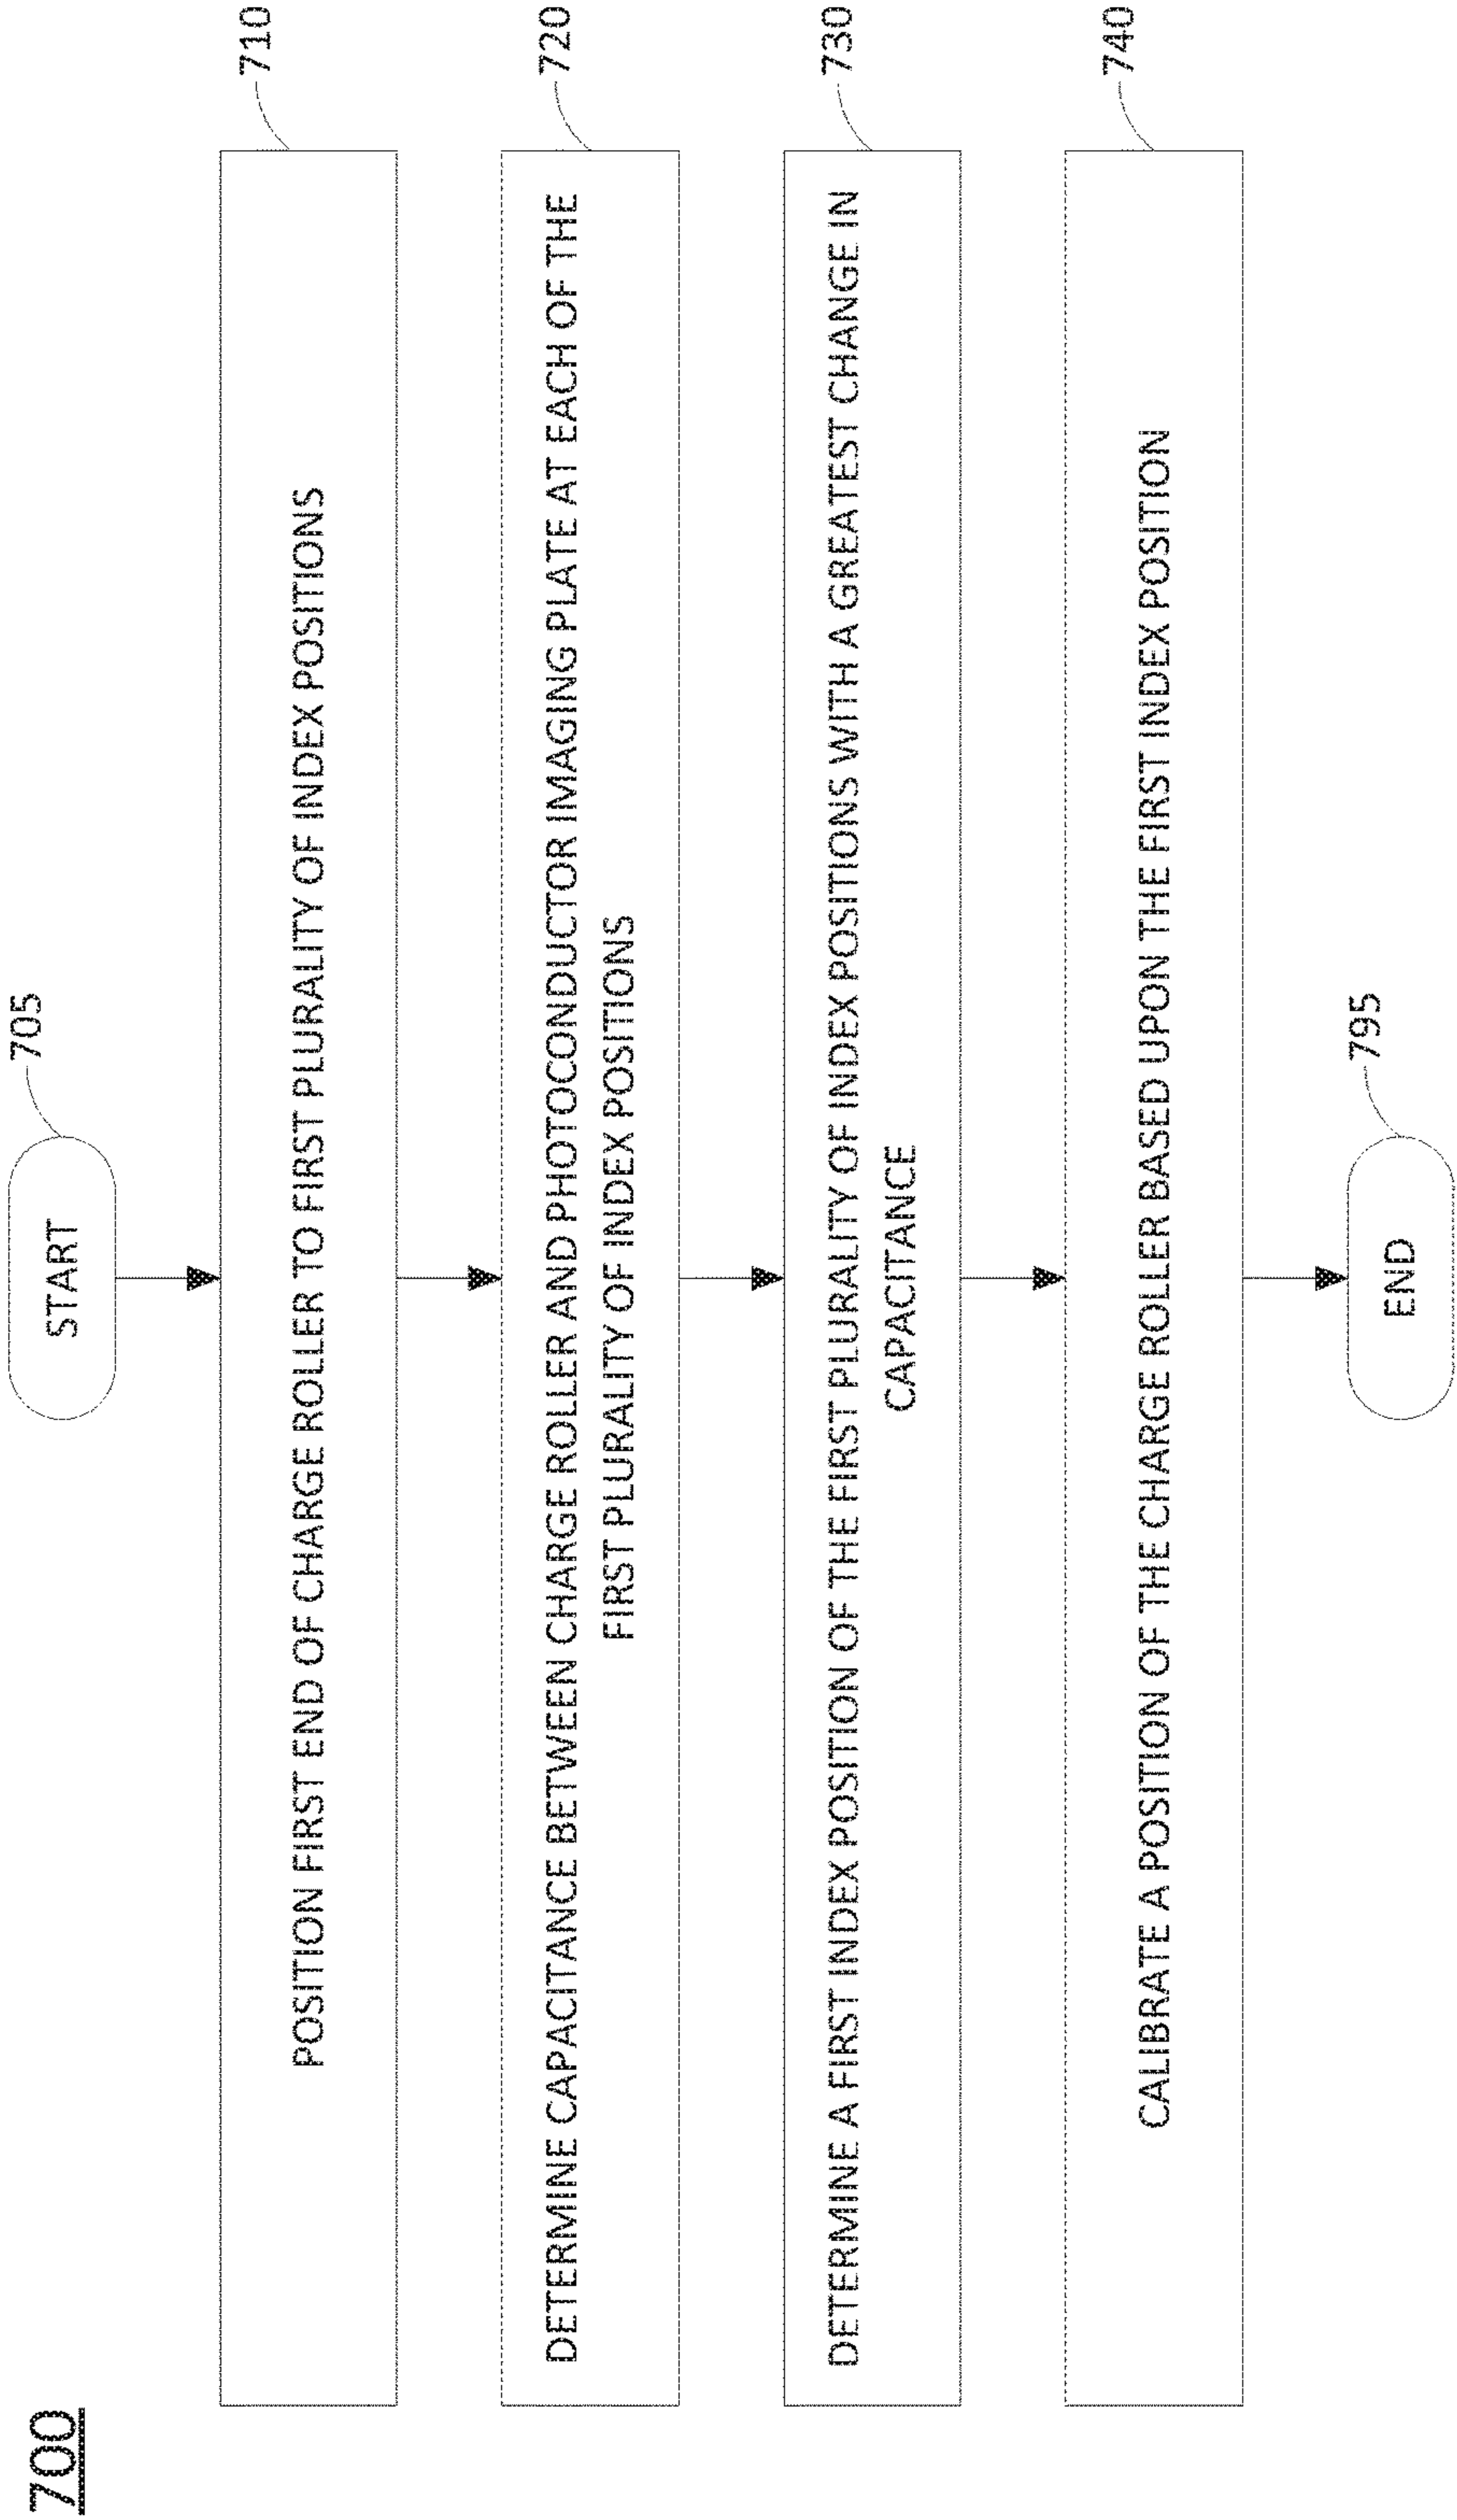 700
START
705
POSITION FIRST END OF CHARGE ROLLER TO FIRST PLURALITY OF INDEX POSITIONS
710
DETERMINE CAPACITANCE BETWEEN CHARGE ROLLER AND PHOTOCONDUCTOR IMAGING PLATE AT EACH OF THE
FIRST PLURALITY OF INDEX POSITIONS
720
DETERMINE A FIRST INDEX POSITION OF THE FIRST PLURALITY OF INDEX POSITIONS WITH A GREATEST CHANGE IN
CAPACITANCE
730
CALIBRATE A POSITION OF THE CHARGE ROLLER BASED UPON THE FIRST INDEX POSITION
740
END
795